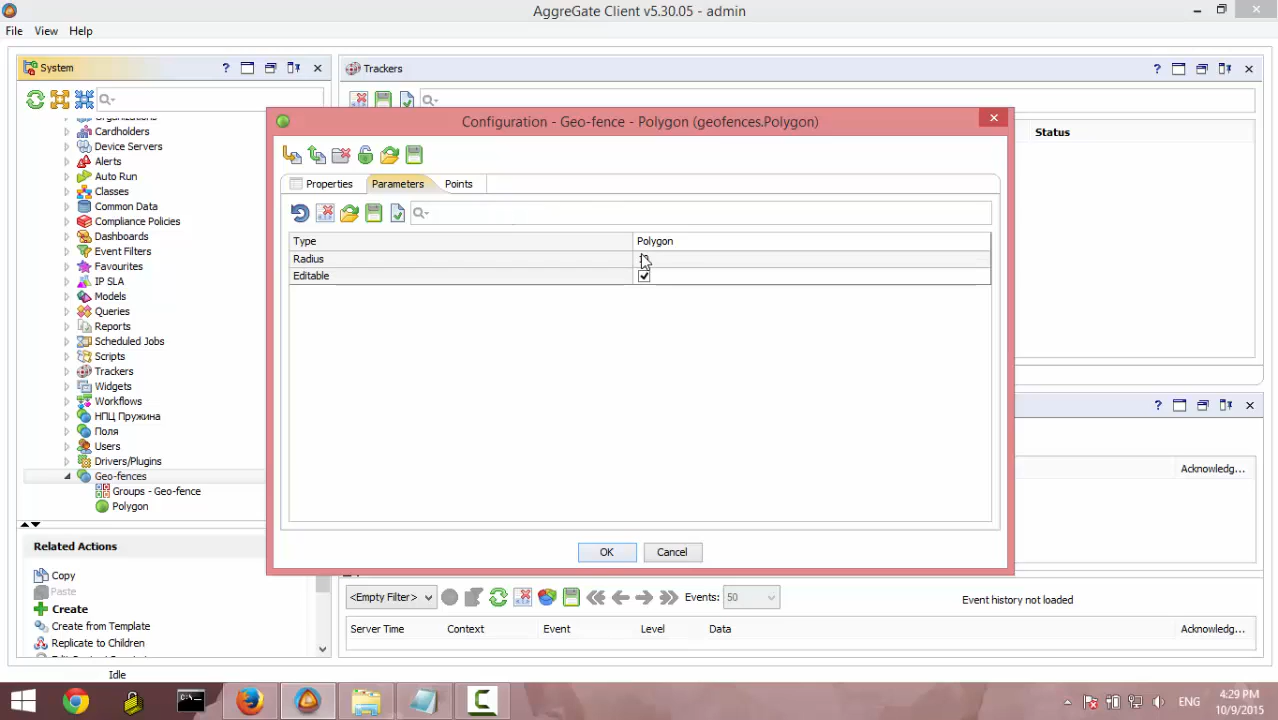 AggreGate Client v5.30.05 - admin
File View Help
System
Trackers
Configuration - Geo-fence - Polygon (geofences.Polygon)
Properties Parameters Points
Type Polygon
Radius
Editable
OK Cancel
Status
Cardholders
Device Servers
Alerts
Auto Run
Classes
Common Data
Compliance Policies
Dashboards
Event Filters
Favourites
IP SLA
Models
Queries
Reports
Scheduled Jobs
Scripts
Trackers
Widgets
Workflows
НПЦ Пружина
Поля
Users
Drivers/Plugins
Geo-fences
Groups - Geo-fence
Polygon
Related Actions
Copy
Paste
Create
Create from Template
Replicate to Children
Acknowledg...
<Empty Filter> Events: 50 Event history not loaded
Server Time Context Event Level Data Acknowledg...
Idle
ENG
4:29 PM
10/9/2015